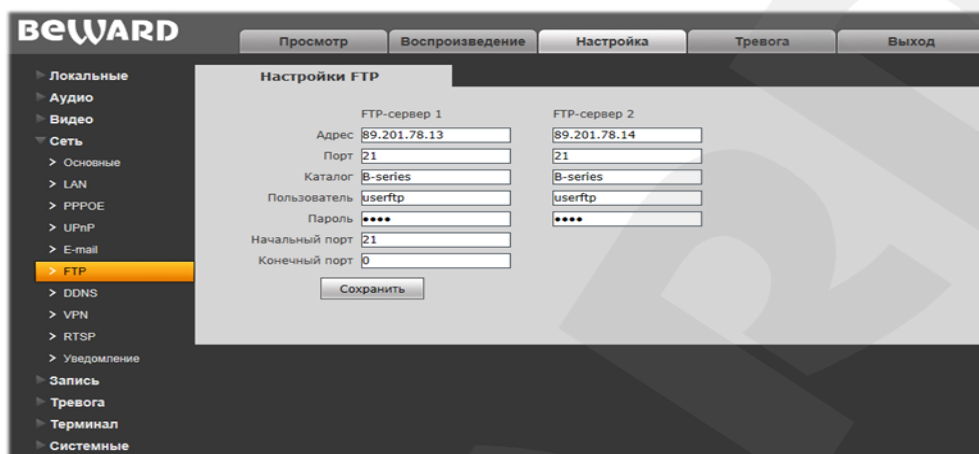 BEWARD
Просмотр Воспроизведение Настройка Тревога Выход
Локальные
Аудио
Видео
Сеть
> Основные
> LAN
> PPPOE
> UPnP
> E-mail
> FTP
> DDNS
> VPN
> RTSP
> Уведомление
Запись
Тревога
Терминал
Системные
Настройки FTP
FTP-сервер 1 FTP-сервер 2
Адрес 89.201.78.13 89.201.78.14
Порт 21 21
Каталог B-series B-series
Пользователь userftp userftp
Пароль •••• ••••
Начальный порт 21
Конечный порт 0
Сохранить